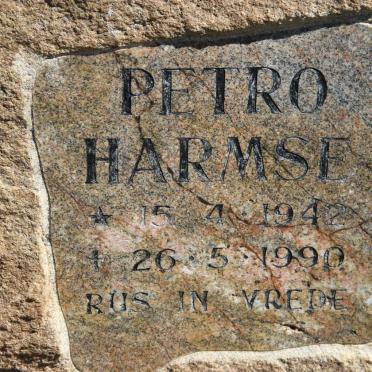 PETRO
HARMSE
* 15·4·1942
† 26·5·1990
RUS IN VREDE